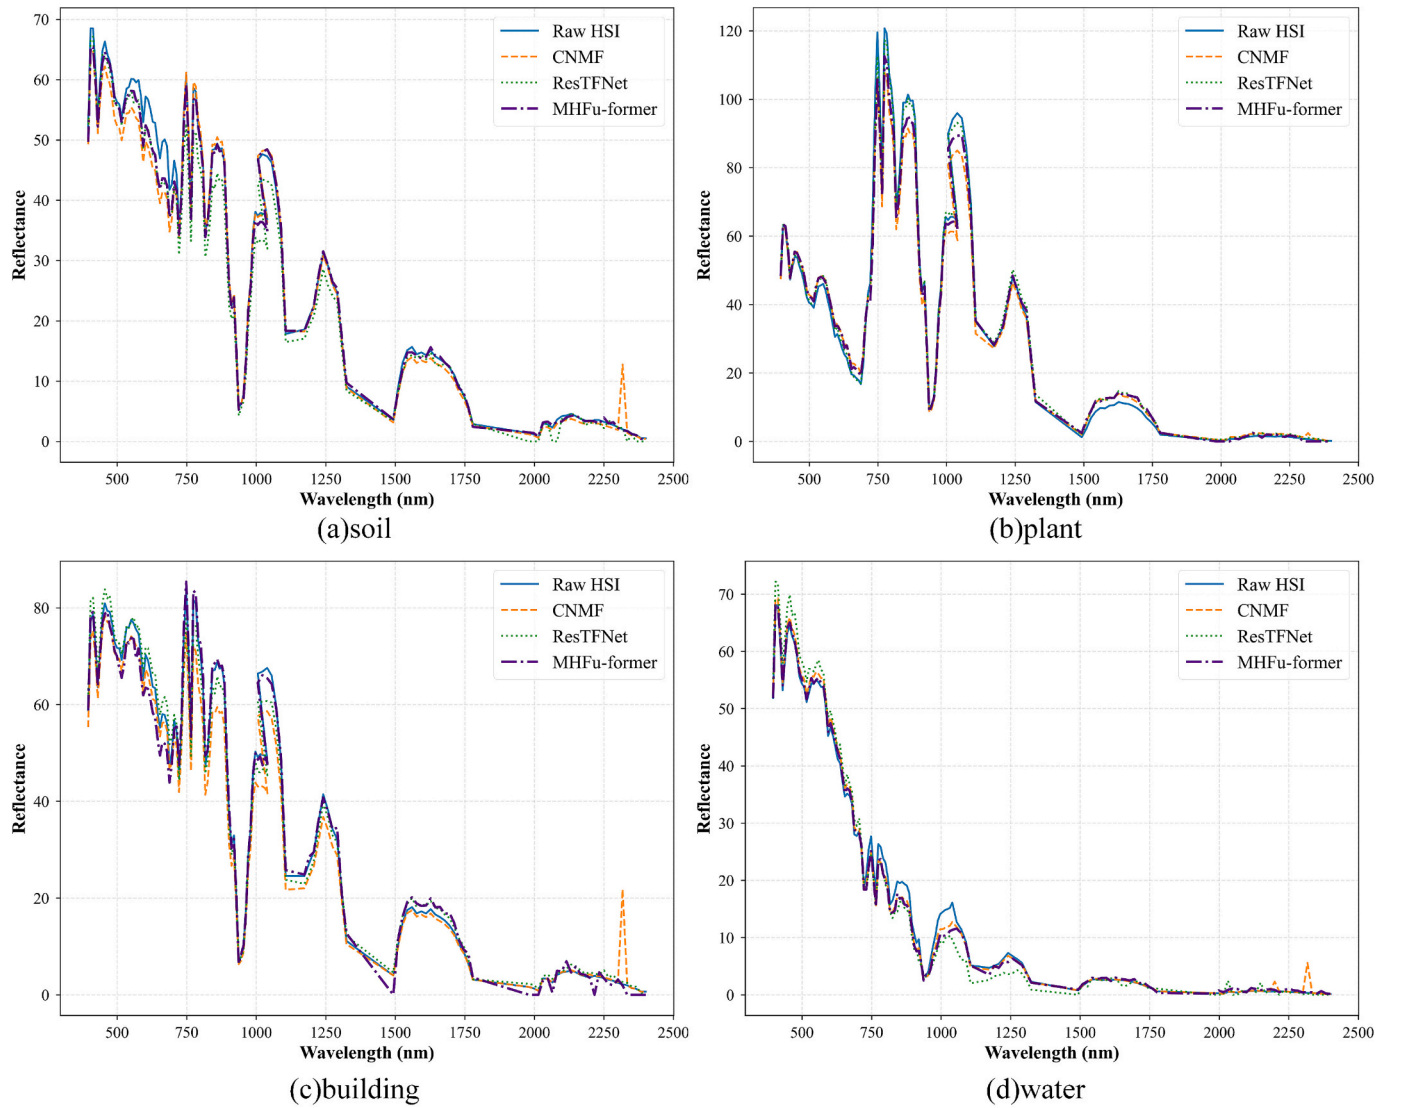 70
60
50
40
30
20
10
0
Reflectance
500 750 1000 1250 1500 1750 2000 2250 2500
Wavelength (nm)
Raw HSI
CNMF
ResTFNet
MHFu-former
(a)soil
120
100
80
60
40
20
0
Reflectance
500 750 1000 1250 1500 1750 2000 2250 2500
Wavelength (nm)
Raw HSI
CNMF
ResTFNet
MHFu-former
(b)plant
80
60
40
20
0
Reflectance
500 750 1000 1250 1500 1750 2000 2250 2500
Wavelength (nm)
Raw HSI
CNMF
ResTFNet
MHFu-former
(c)building
70
60
50
40
30
20
10
0
Reflectance
500 750 1000 1250 1500 1750 2000 2250 2500
Wavelength (nm)
Raw HSI
CNMF
ResTFNet
MHFu-former
(d)water